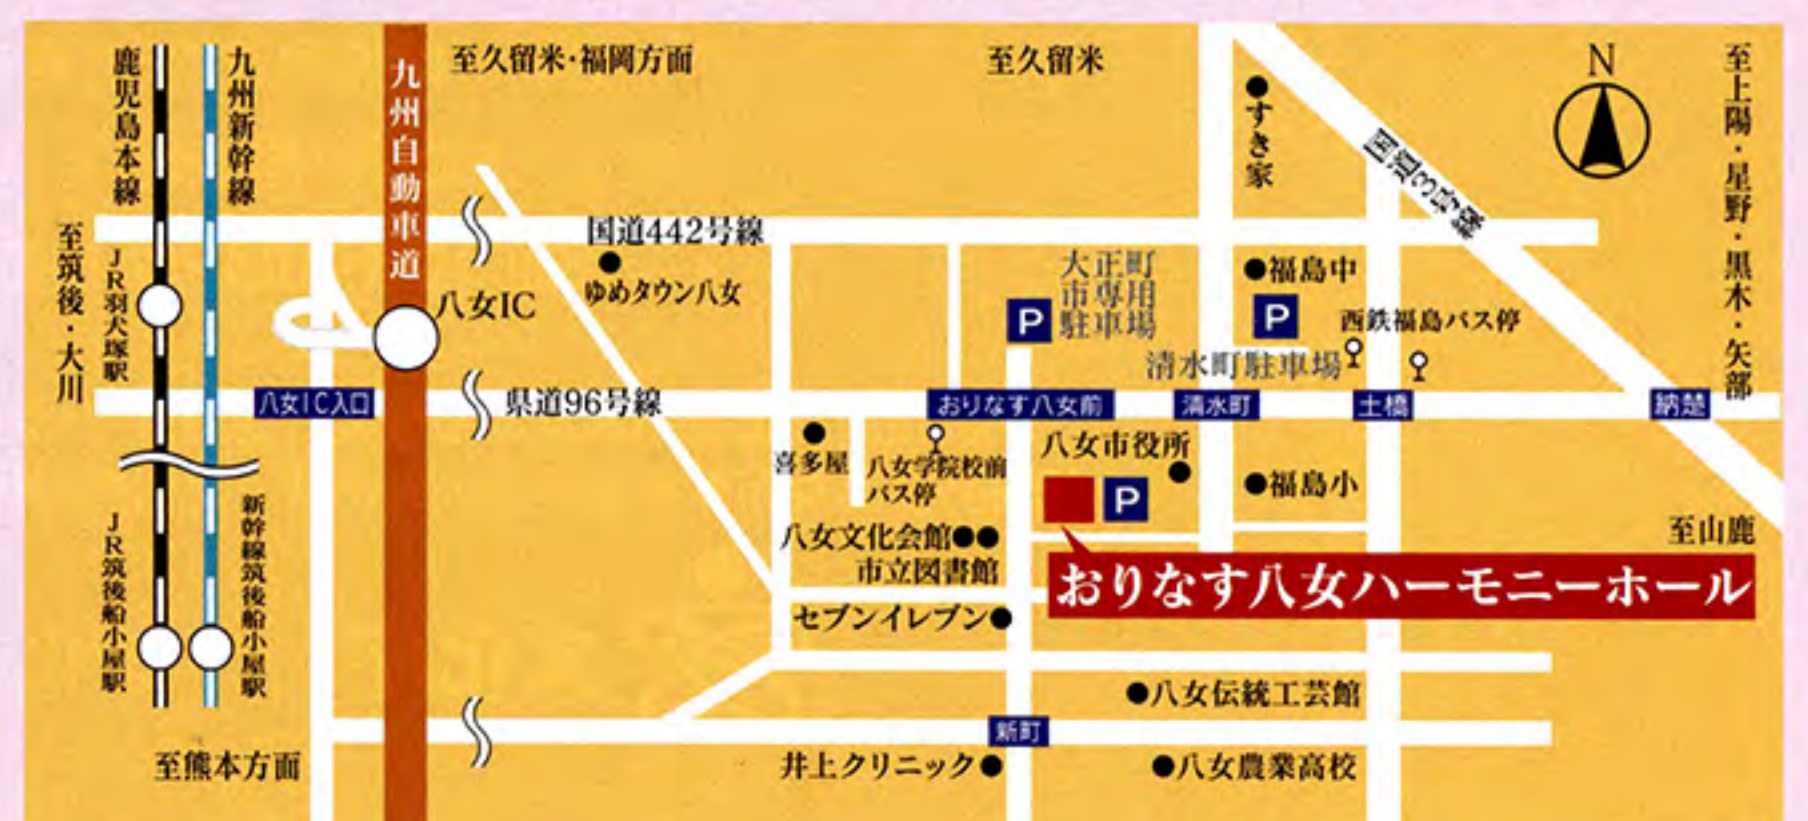 鹿児島本線
九州新幹線
九州自動車道
至久留米・福岡方面
至久留米
すき家
国道3号線
N
至上陽・星野・黒木・矢部
至筑後・大川
JR羽犬塚駅
八女IC
国道442号線
ゆめタウン八女
大正町
市専用
駐車場
P
福島中
P
西鉄福島バス停
清水町駐車場
八女IC入口
県道96号線
おりなす八女前
清水町
土橋
納楚
喜多屋
八女学院校前
バス停
八女市役所
P
福島小
至山鹿
八女文化会館
市立図書館
おりなす八女ハーモニーホール
セブンイレブン
JR筑後船小屋駅
新幹線筑後船小屋駅
八女伝統工芸館
新町
至熊本方面
井上クリニック
八女農業高校